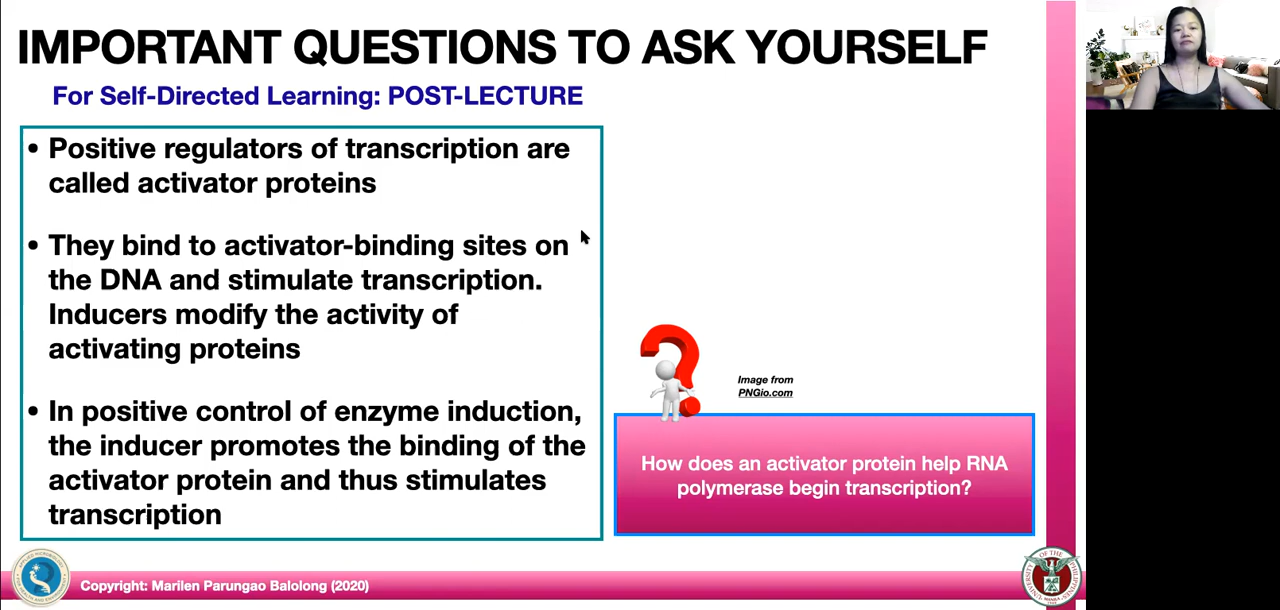 IMPORTANT QUESTIONS TO ASK YOURSELF
For Self-Directed Learning: POST-LECTURE
• Positive regulators of transcription are
called activator proteins
• They bind to activator-binding sites on
the DNA and stimulate transcription.
Inducers modify the activity of
activating proteins
• In positive control of enzyme induction,
the inducer promotes the binding of the
activator protein and thus stimulates
transcription
Image from
PNGio.com
How does an activator protein help RNA
polymerase begin transcription?
Copyright: Marilen Parungao Balolong (2020)